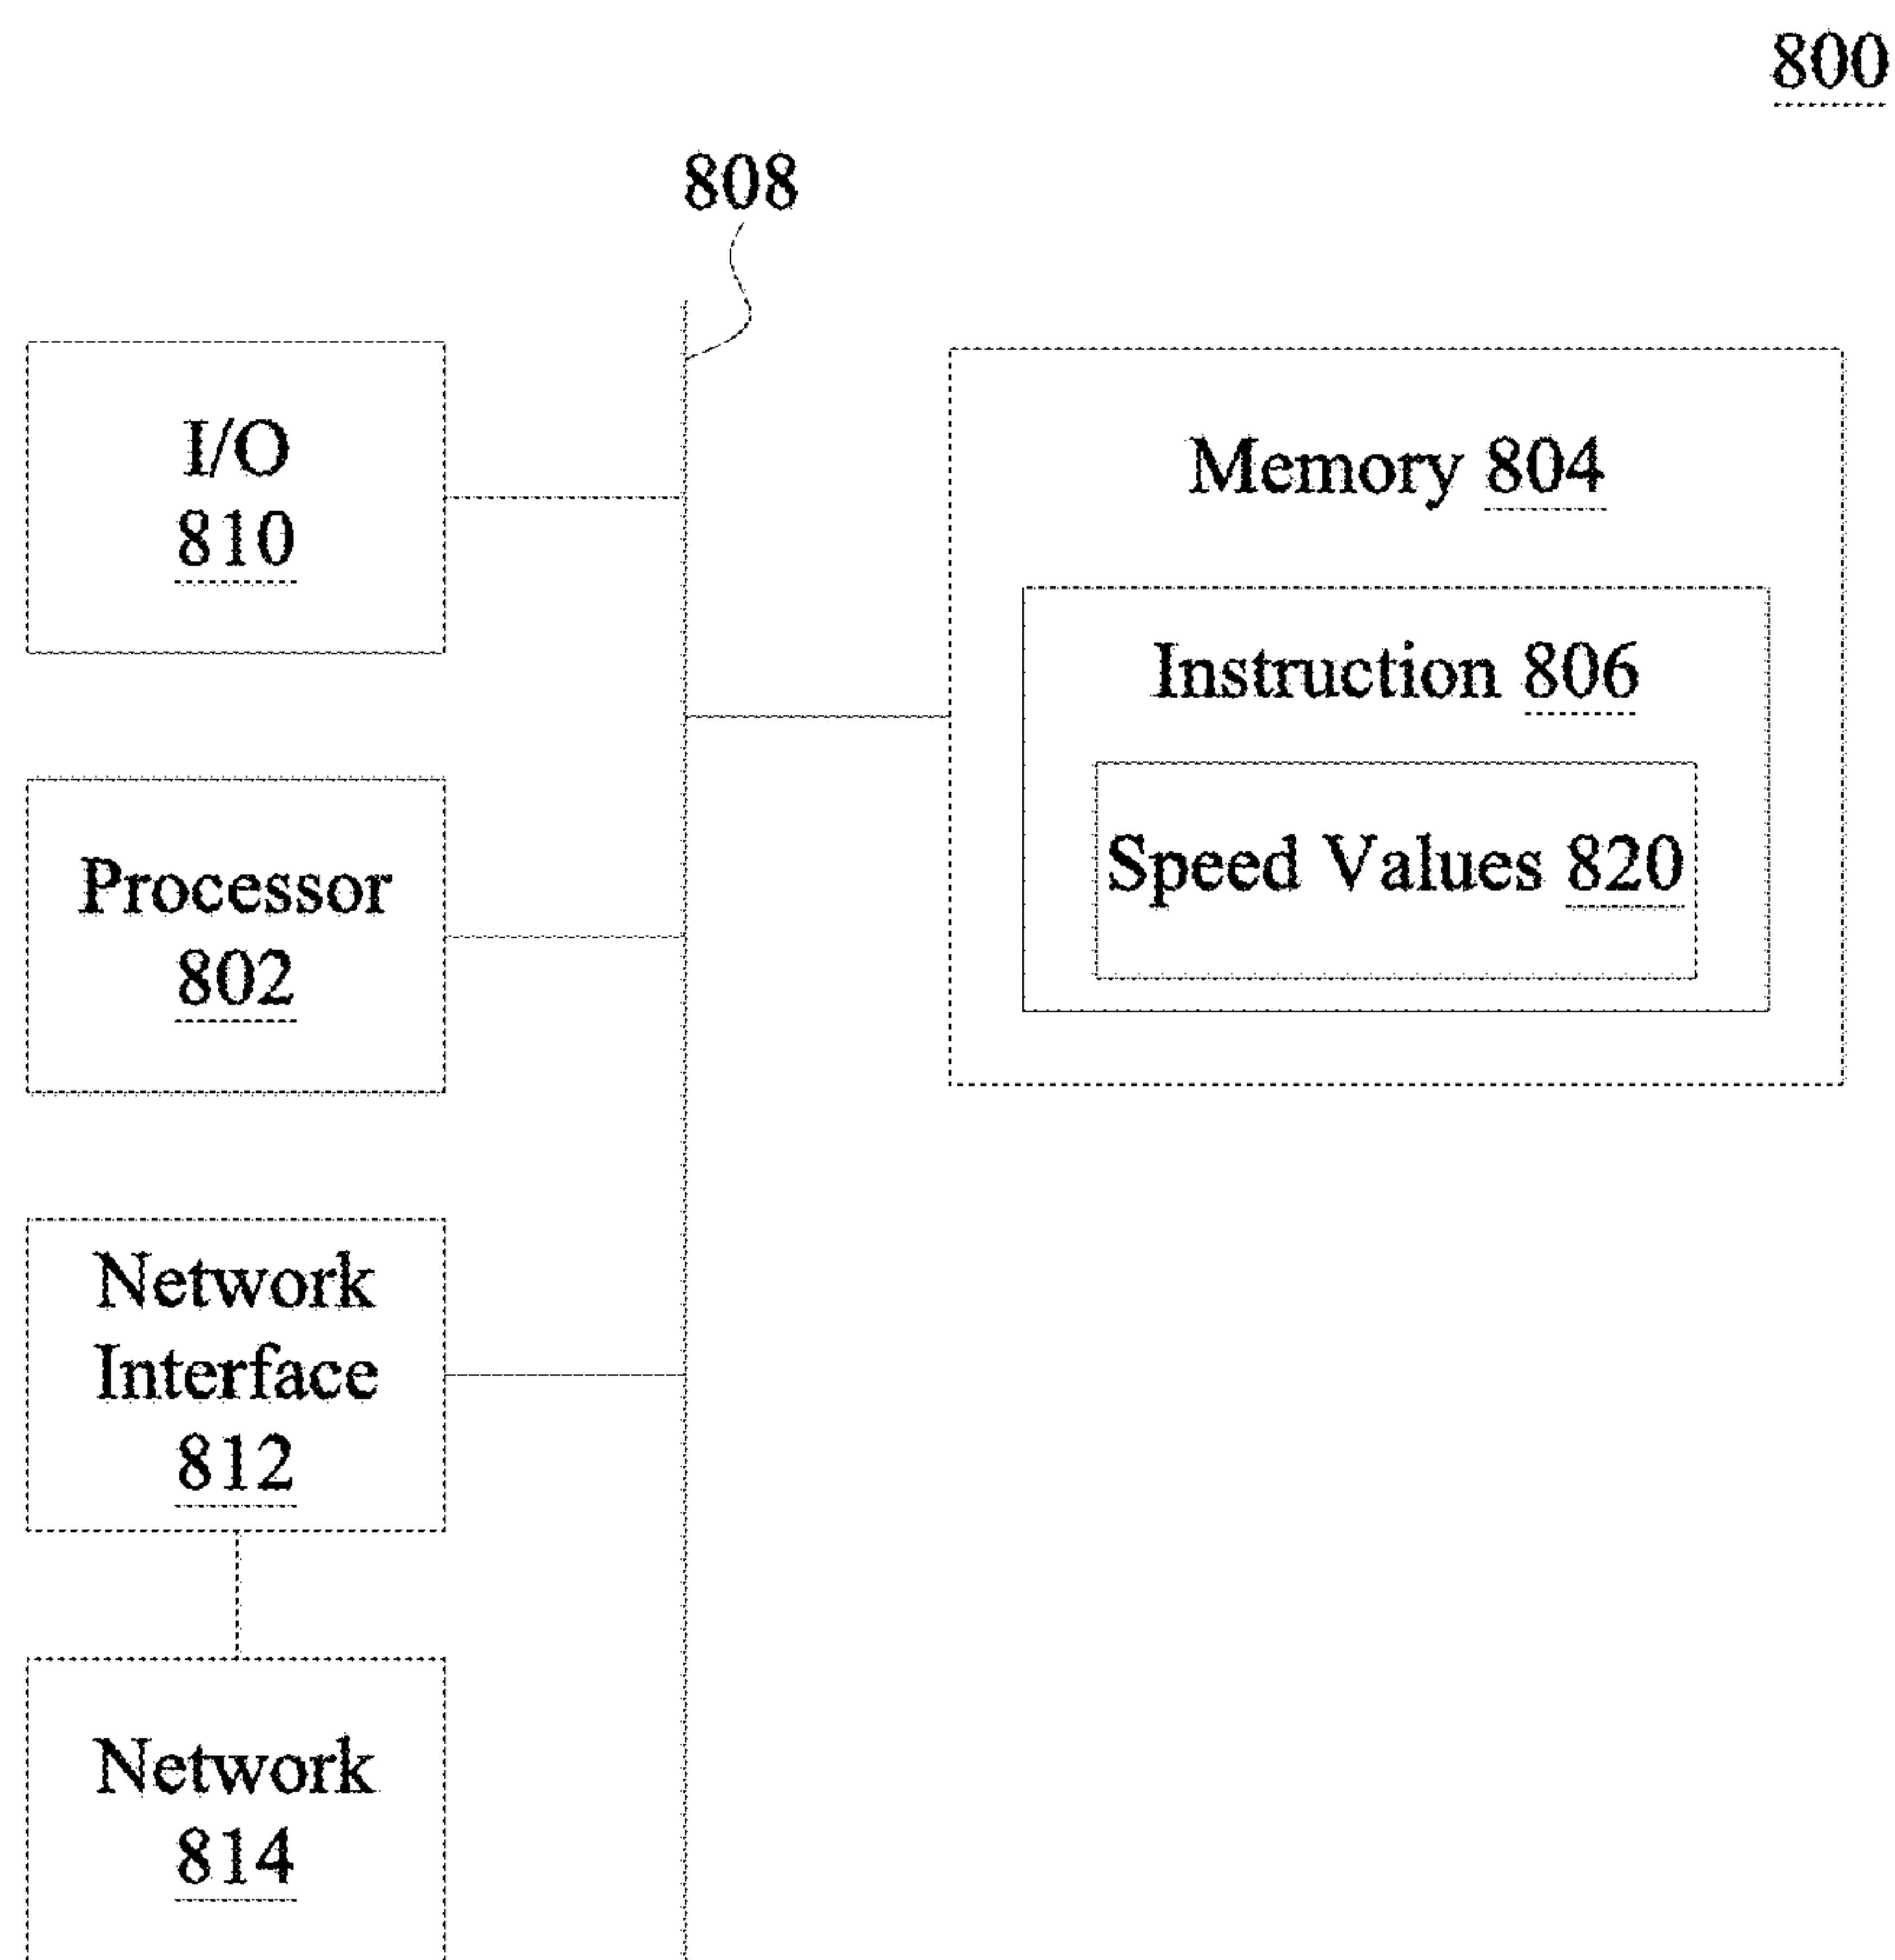 800
808
I/O
810
Memory 804
Instruction 806
Speed Values 820
Processor
802
Network
Interface
812
Network
814